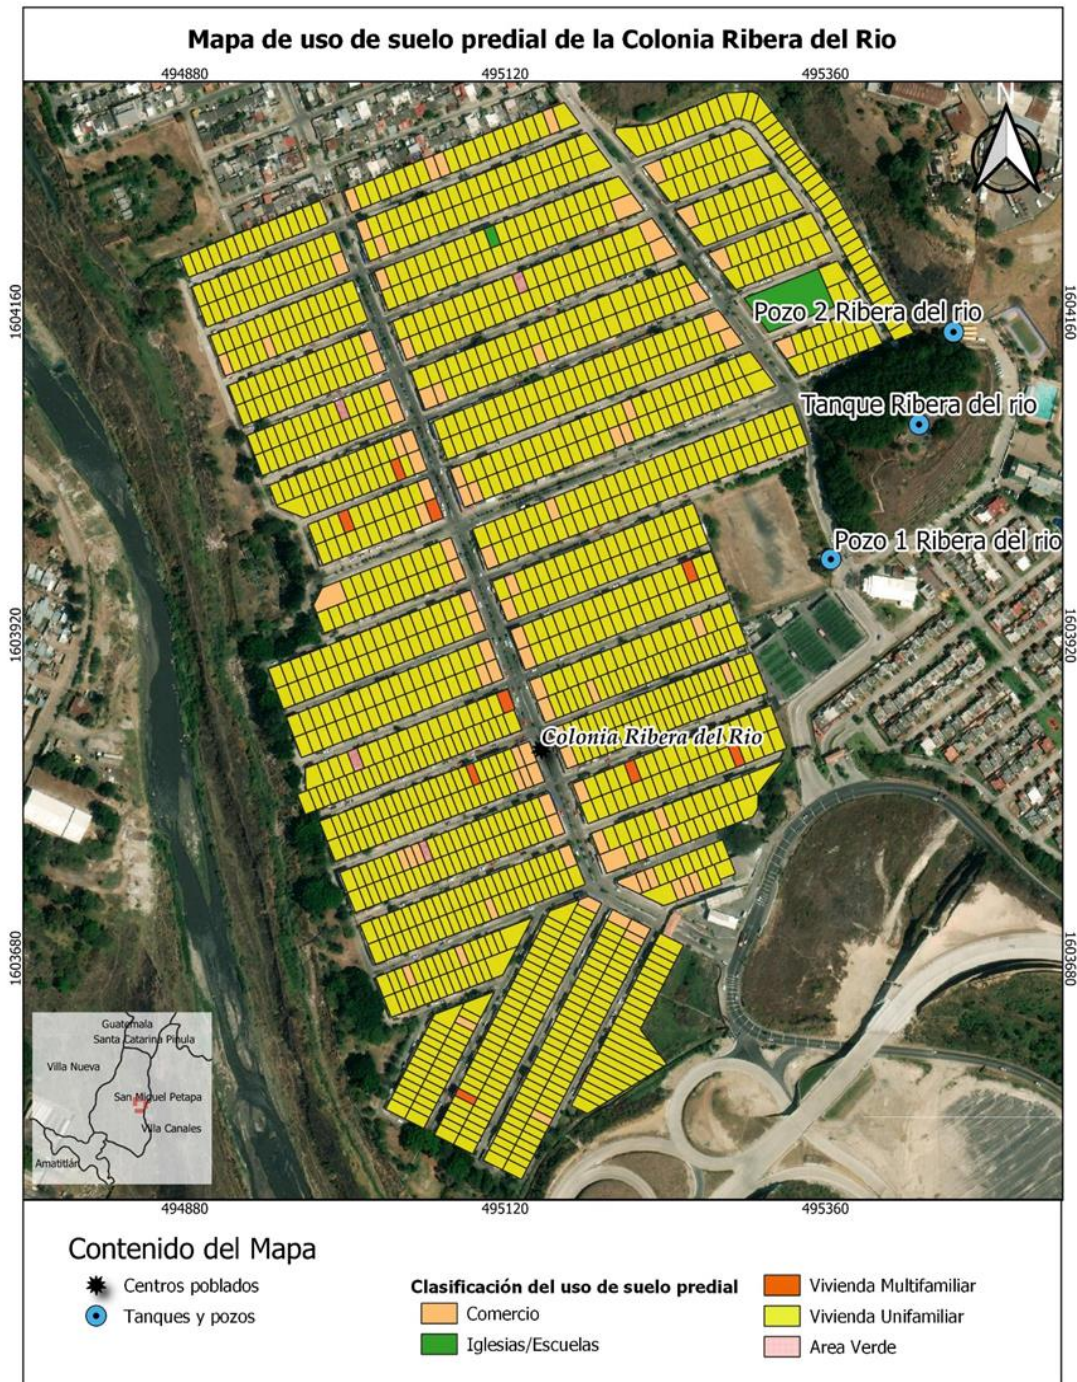 Mapa de uso de suelo predial de la Colonia Ribera del Rio
494880 495120 495360
N
1604160 1604160
Pozo 2 Ribera del rio
Tanque Ribera del rio
Pozo 1 Ribera del rio
1603920 1603920
Colonia Ribera del Rio
1603680 1603680
Guatemala
Santa Catarina Pinula
Villa Nueva
San Miguel Petapa
Villa Canales
Amatitlán
494880 495120 495360
Contenido del Mapa
Centros poblados
Tanques y pozos
Clasificación del uso de suelo predial
Comercio
Iglesias/Escuelas
Vivienda Multifamiliar
Vivienda Unifamiliar
Area Verde